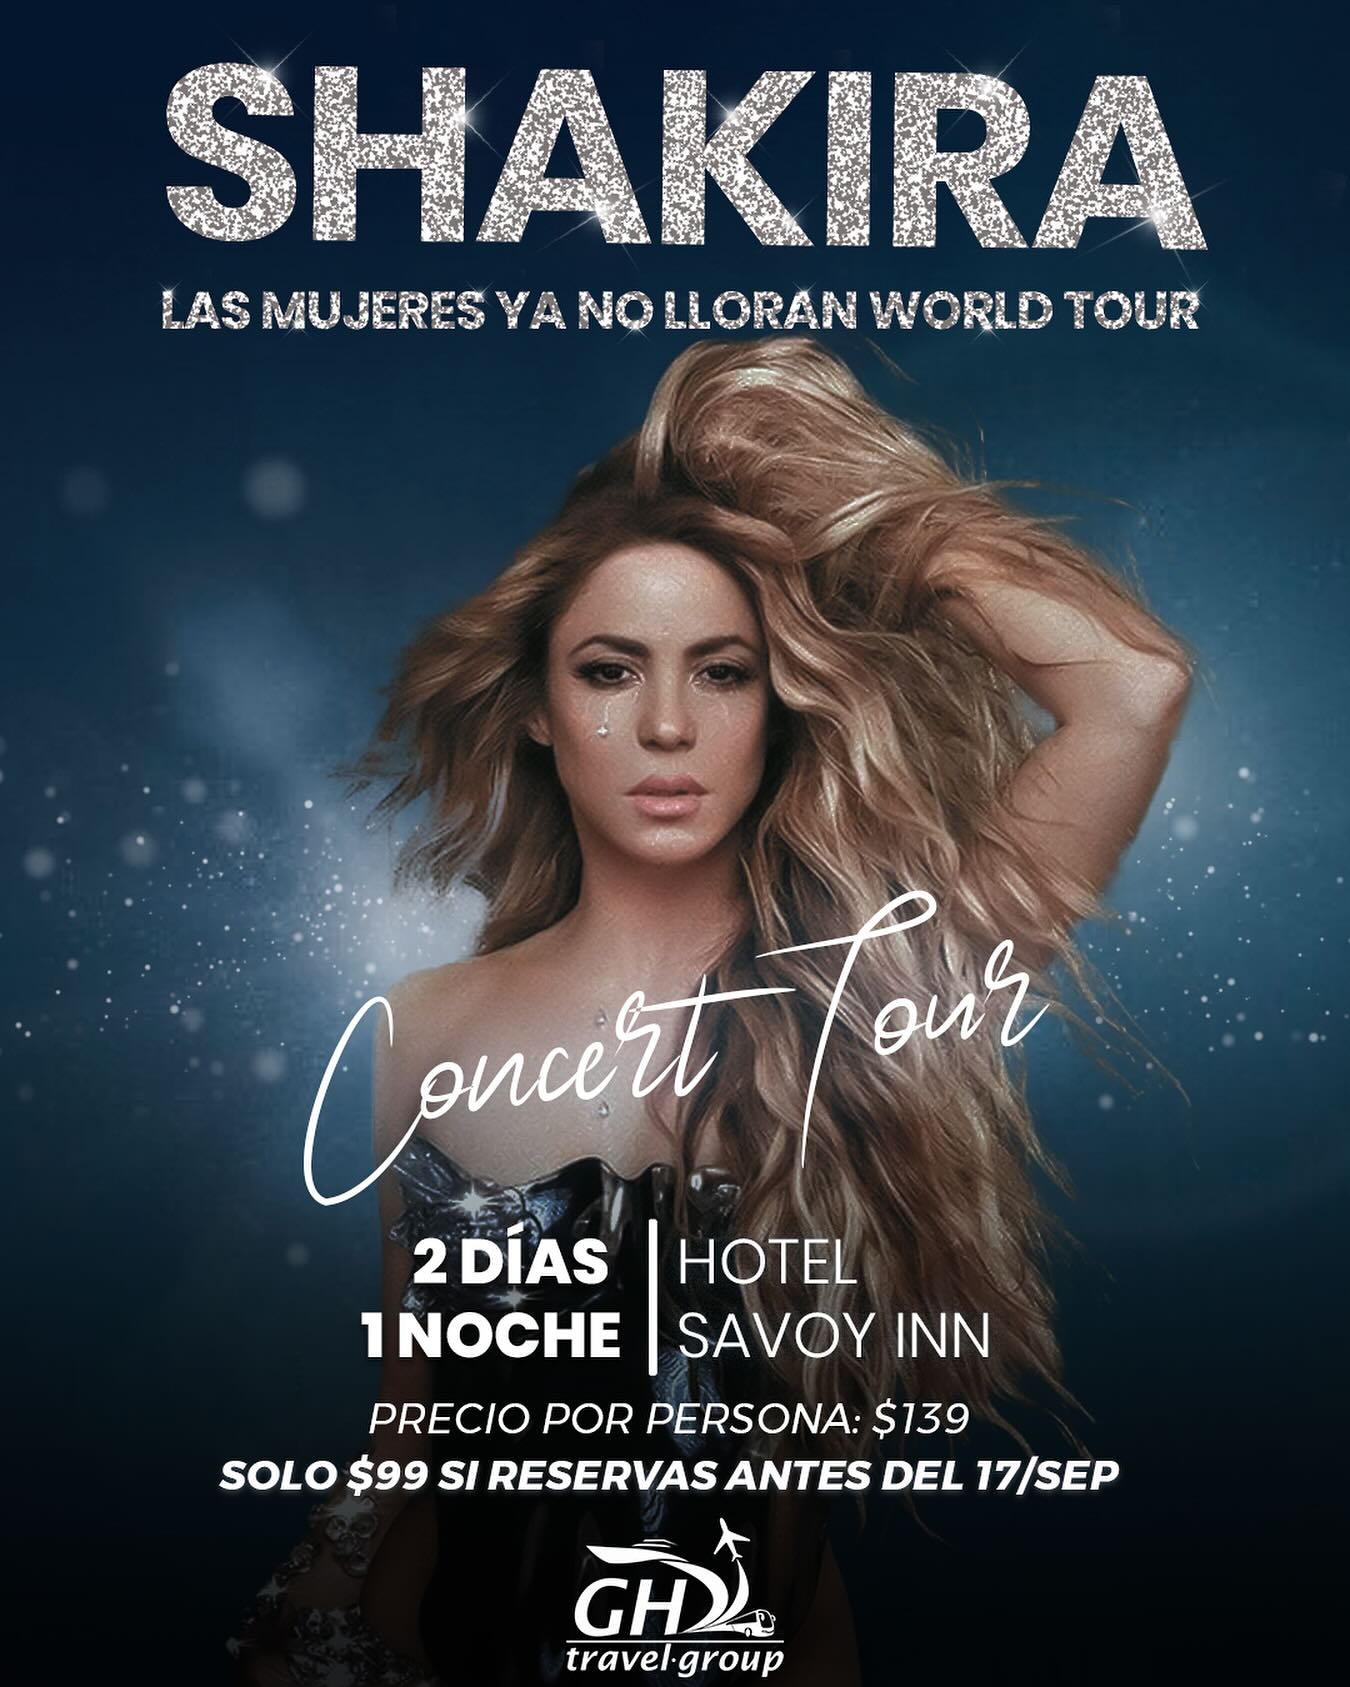 SHAKIRA
LAS MUJERES YA NO LLORAN WORLD TOUR
Concert Tour
2 DÍAS
1 NOCHE
HOTEL
SAVOY INN
PRECIO POR PERSONA: $139
SOLO $99 SI RESERVAS ANTES DEL 17/SEP
GH
travel·group